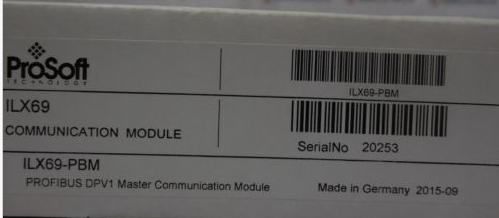 ProSoft
TECHNOLOGY
ILX69-PBM
ILX69
COMMUNICATION MODULE
SerialNo 20253
ILX69-PBM
PROFIBUS DPV1 Master Communication Module Made in Germany 2015-09